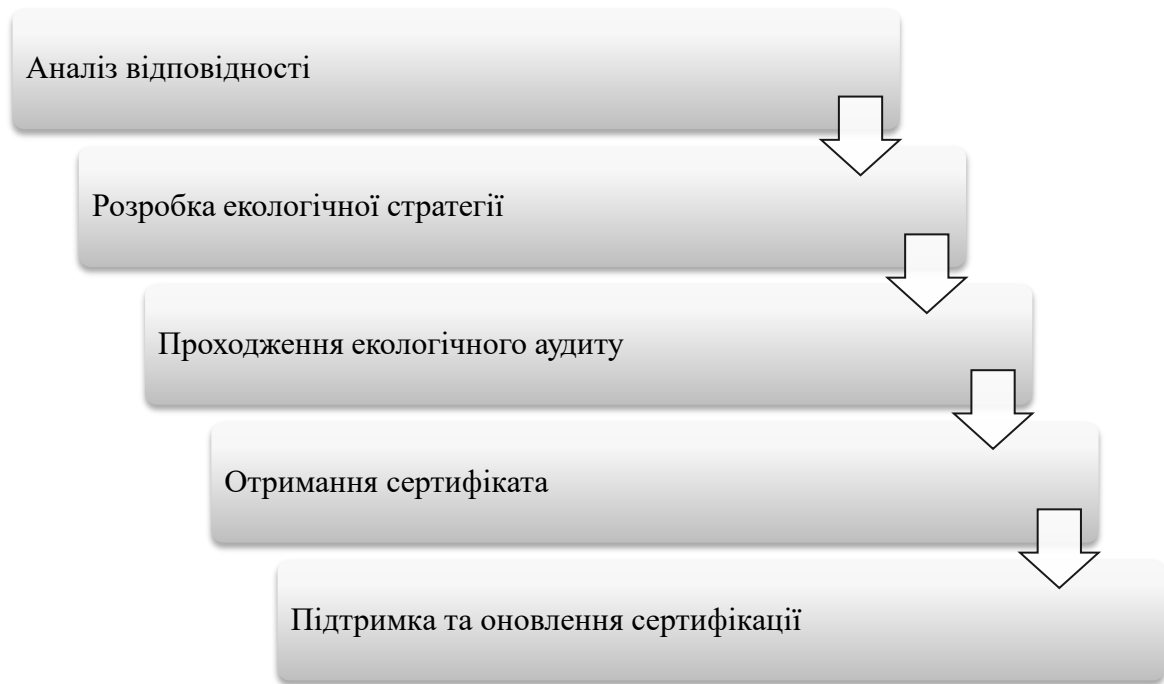 Аналіз відповідності
Розробка екологічної стратегії
Проходження екологічного аудиту
Отримання сертифіката
Підтримка та оновлення сертифікації